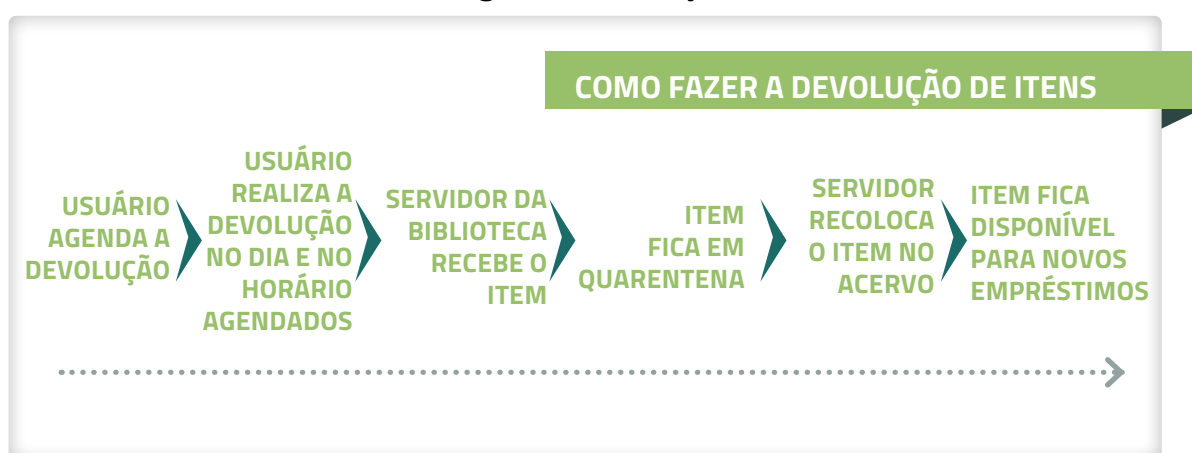 COMO FAZER A DEVOLUÇÃO DE ITENS
USUÁRIO
AGENDA A
DEVOLUÇÃO
USUÁRIO
REALIZA A
DEVOLUÇÃO
NO DIA E NO
HORÁRIO
AGENDADOS
SERVIDOR DA
BIBLIOTECA
RECEBE O
ITEM
ITEM
FICA EM
QUARENTENA
SERVIDOR
RECOLOCA
O ITEM NO
ACERVO
ITEM FICA
DISPONÍVEL
PARA NOVOS
EMPRÉSTIMOS